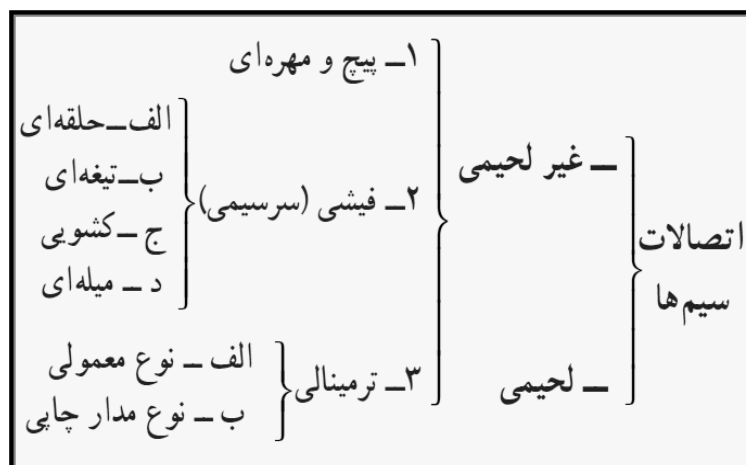 اتصالات
سیم‌ها
ــ غیر لحیمی
ــ لحیمی
۱ــ پیچ و مهره‌ای
۲ــ فیشی (سرسیمی)
۳ــ ترمینالی
الف ــ حلقه‌ای
ب ــ تیغه‌ای
ج ــ کشویی
د ــ میله‌ای
الف ــ نوع معمولی
ب ــ نوع مدار چاپی